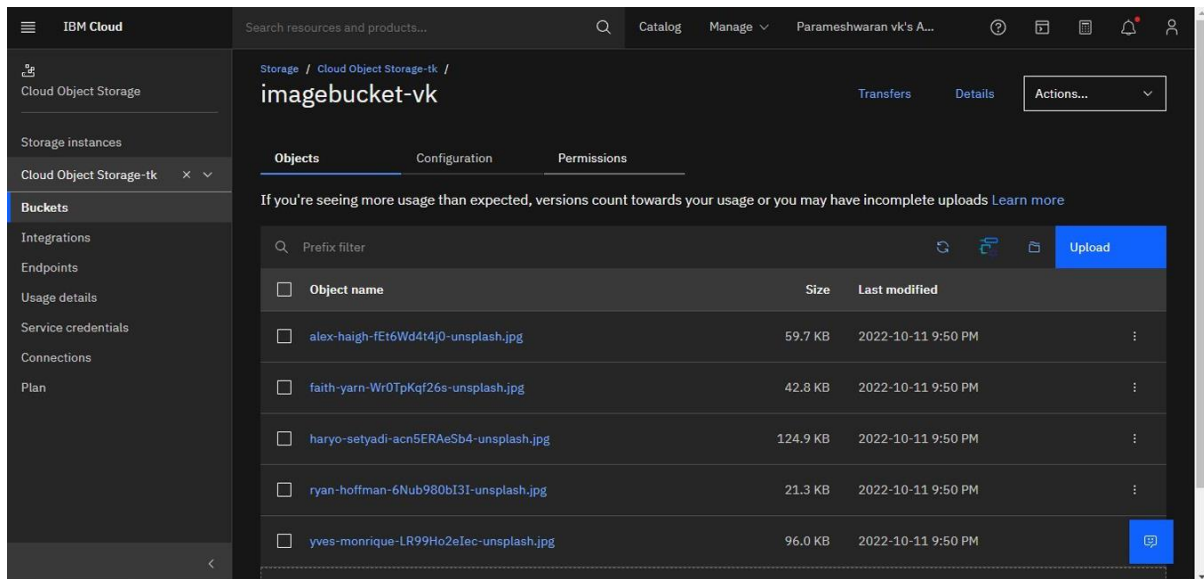 IBM Cloud
Search resources and products...
Catalog
Manage
Parameshwaran vk's A...
Cloud Object Storage
Storage instances
Cloud Object Storage-tk
Buckets
Integrations
Endpoints
Usage details
Service credentials
Connections
Plan
Storage / Cloud Object Storage-tk /
imagebucket-vk
Transfers
Details
Actions...
Objects
Configuration
Permissions
If you're seeing more usage than expected, versions count towards your usage or you may have incomplete uploads Learn more
Prefix filter
Upload
Object name Size Last modified
alex-haigh-fEt6Wd4t4j0-unsplash.jpg 59.7 KB 2022-10-11 9:50 PM
faith-yarn-Wr0TpKqf26s-unsplash.jpg 42.8 KB 2022-10-11 9:50 PM
haryo-setyadi-acn5ERAeSb4-unsplash.jpg 124.9 KB 2022-10-11 9:50 PM
ryan-hoffman-6Nub980bI3I-unsplash.jpg 21.3 KB 2022-10-11 9:50 PM
yves-monrique-LR99Ho2eIec-unsplash.jpg 96.0 KB 2022-10-11 9:50 PM